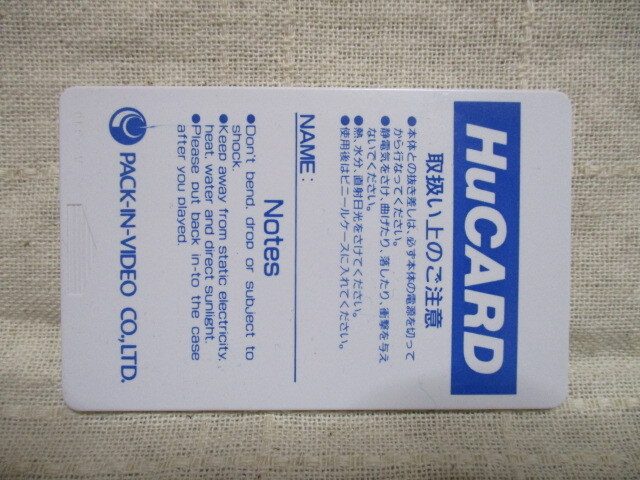 HuCARD
取扱い上のご注意
●本体との抜き差しは、必ず本体の電源を切って
から行なってください。
●静電気をさけ、曲げたり、落したり、衝撃を与え
ないでください。
●熱、水分、直射日光をさけてください。
●使用後はビニールケースに入れてください。
NAME:
Notes
●Don't bend, drop or subject to
shock.
●Keep away from static electricity,
heat, water and direct sunlight.
●Please put back in-to the case
after you played.
PACK-IN-VIDEO CO.,LTD.